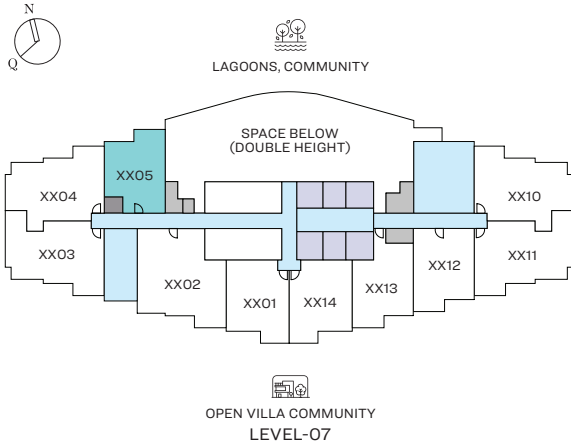 N
Q
LAGOONS, COMMUNITY
SPACE BELOW
(DOUBLE HEIGHT)
XX05
XX04
XX10
XX03
XX11
XX12
XX02
XX13
XX01
XX14
OPEN VILLA COMMUNITY
LEVEL-07